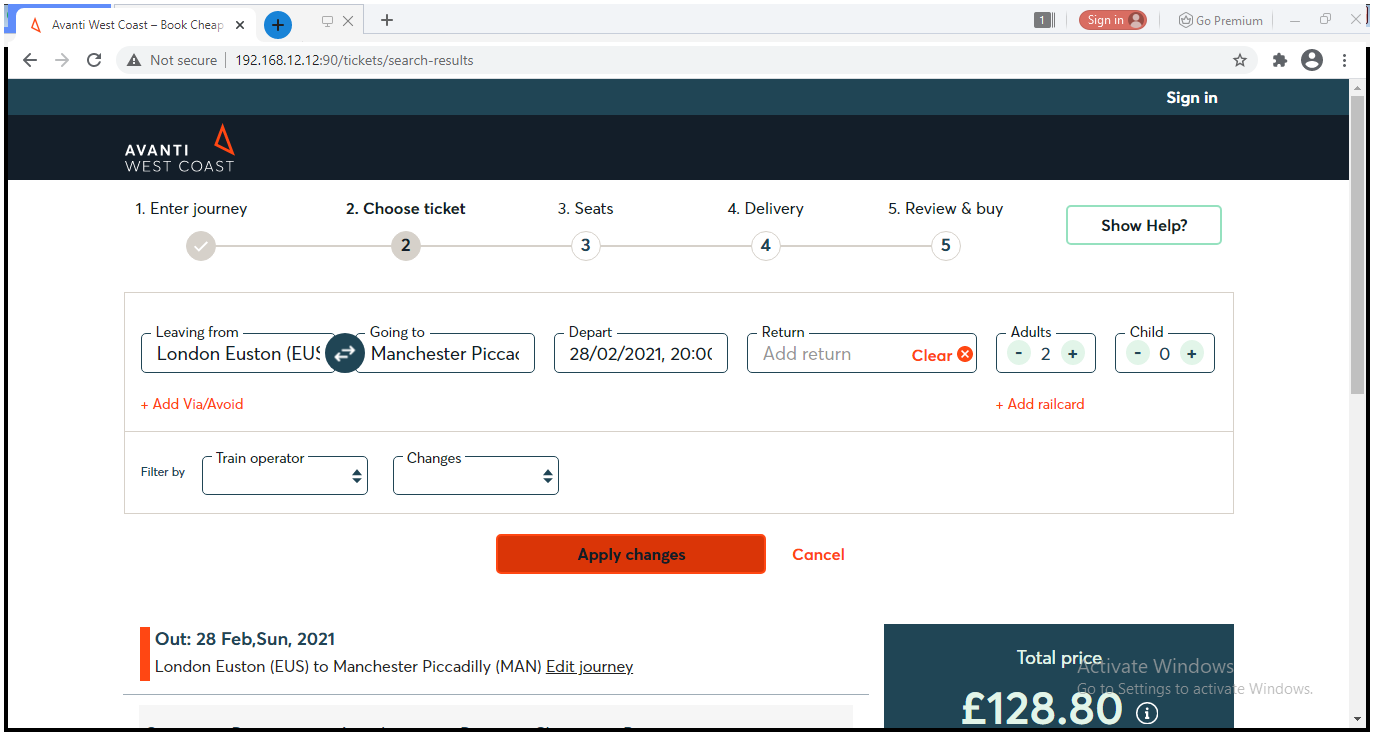 Avanti West Coast – Book Cheap
1
Sign in
Go Premium
Not secure
192.168.12.12:90/tickets/search-results
Sign in
AVANTI
WEST COAST
1. Enter journey
2. Choose ticket
3. Seats
4. Delivery
5. Review & buy
2
3
4
5
Show Help?
Leaving from
London Euston (EUS
Going to
Manchester Picca
Depart
28/02/2021, 20:00
Return
Add return
Clear
Adults
- 2 +
Child
- 0 +
+ Add Via/Avoid
+ Add railcard
Filter by
Train operator
Changes
Apply changes
Cancel
Out: 28 Feb,Sun, 2021
London Euston (EUS) to Manchester Piccadilly (MAN) Edit journey
Total price
£128.80
Activate Windows
Go to Settings to activate Windows.